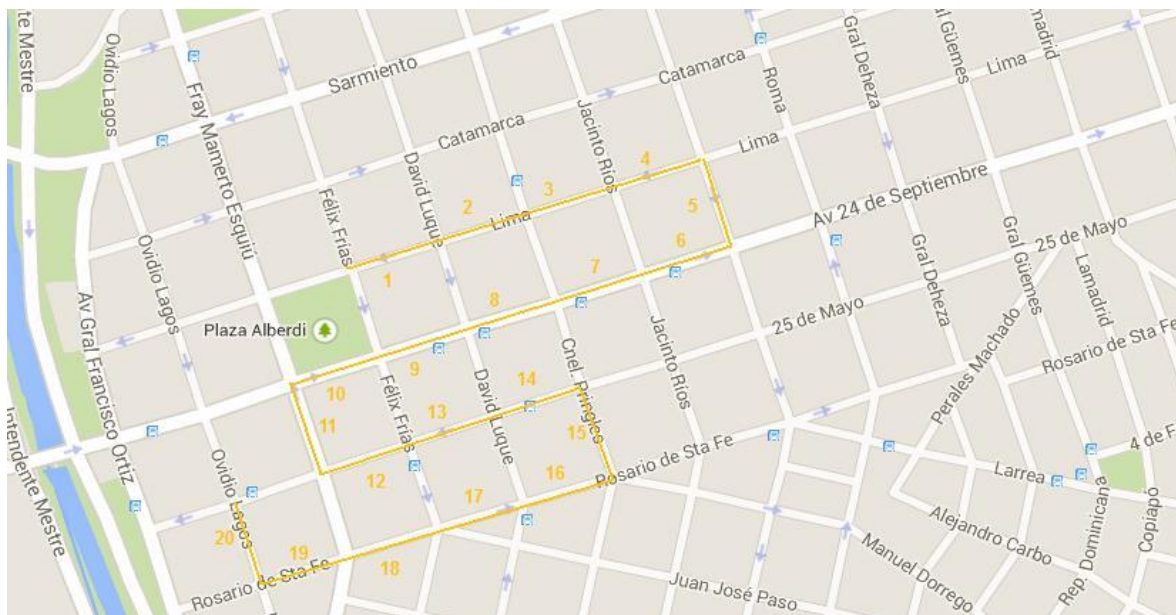 te Mestre
Ovidio Lagos
Fray Mamerto Esquiú
Sarmiento
Catamarca
Catamarca
Roma
Gral Deheza
Gral Güemes
amadrid
Lima
Félix Frías
David Luque
Jacinto Ríos
Lima
4
3
2
Lima
5
Av 24 de Septiembre
6
1
7
25 de Mayo
Ovidio Lagos
Av Gral Francisco Ortiz
Plaza Alberdi
8
Gral Deheza
Gral Güemes
Lamadrid
25 de Mayo
Jacinto Ríos
Cnel. Pringles
9
10
Félix Frías
David Luque
14
13
11
15
Perales Machado
Rosario de Sta Fe
Intendente Mestre
Ovidio Lagos
12
16
17
Rosario de Sta Fe
Larrea
4 de F
20
19
18
Rosario de Sta Fe
Juan José Paso
Manuel Dorrego
Alejandro Carbo
Rep. Dominicana
Copiapó